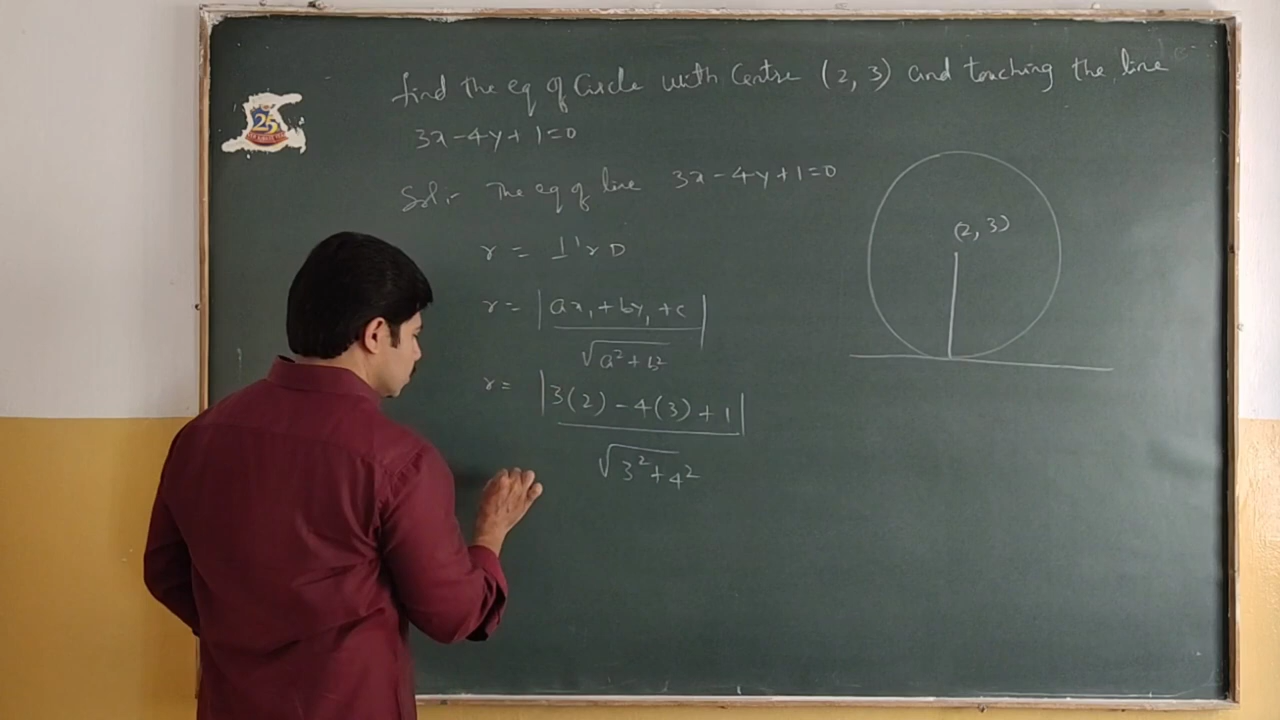 find the eq of Circle with Centre (2, 3) and touching the line
3x-4y+1=0
Sol:- The eq of line 3x-4y+1=0
(2, 3)
r = ⊥'r D
r = |ax₁+by₁+c|
√a²+b²
r= |3(2)-4(3)+1|
√3²+4²
25